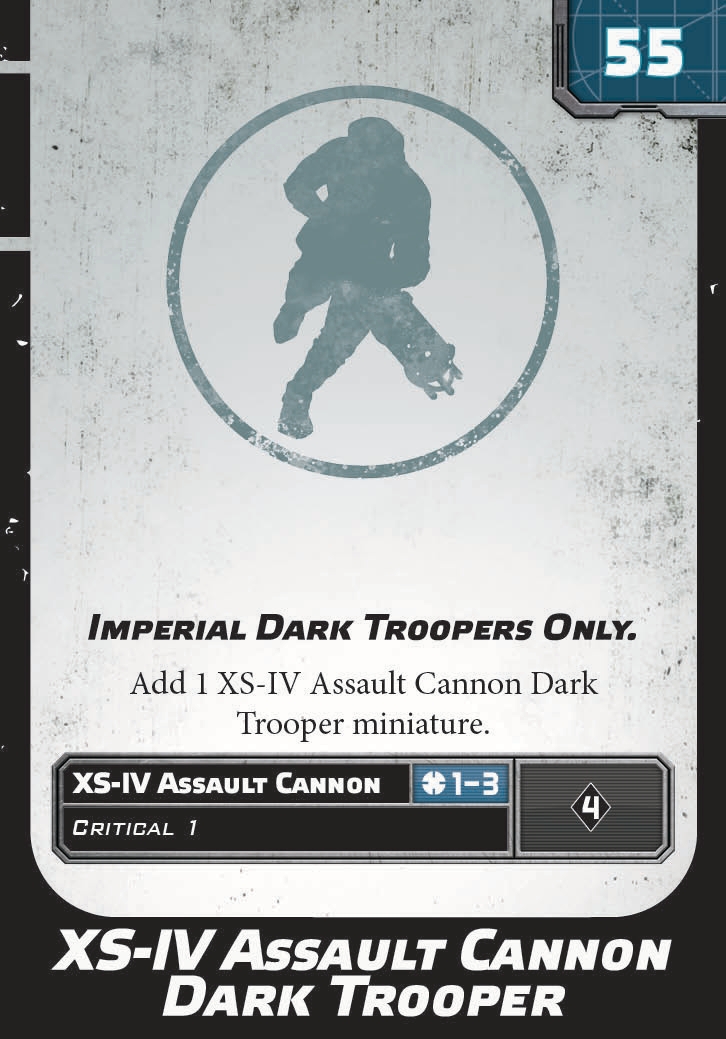 55
Imperial Dark Troopers Only.
Add 1 XS-IV Assault Cannon Dark
Trooper miniature.
XS-IV Assault Cannon 1–3
4
Critical 1
XS-IV Assault Cannon
Dark Trooper